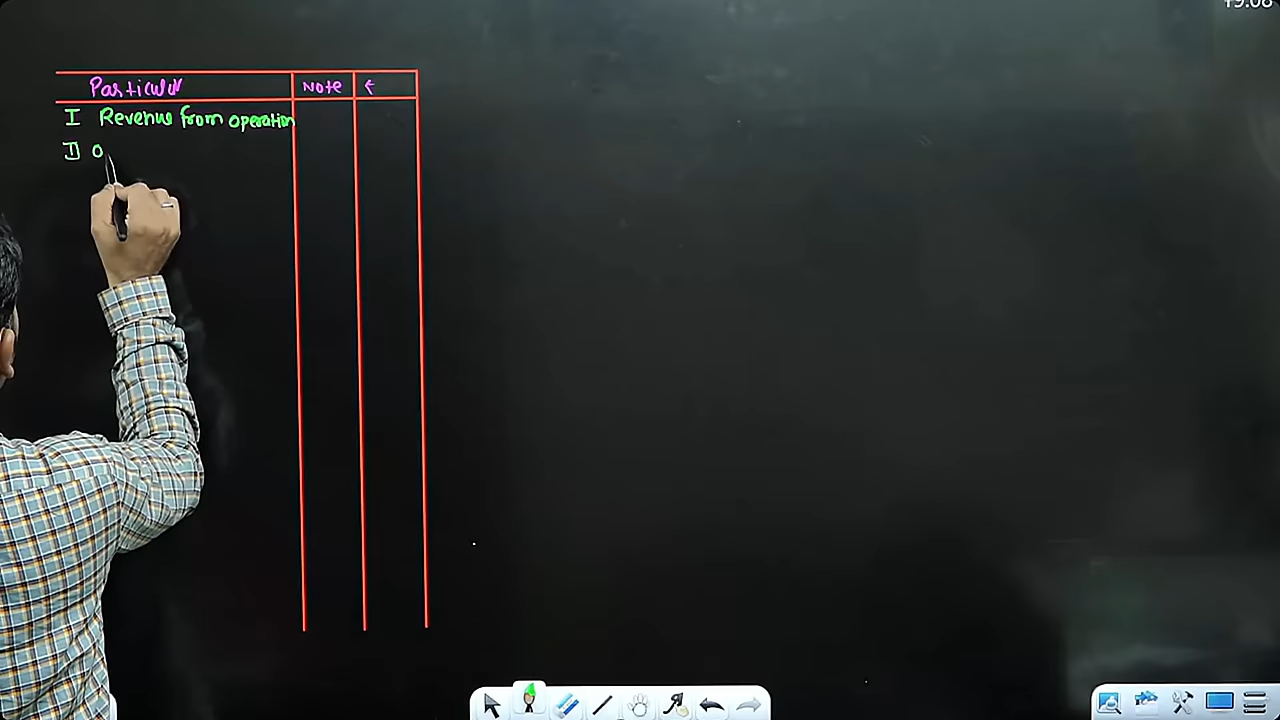 Particular Note ₹
I Revenue from operation
II O